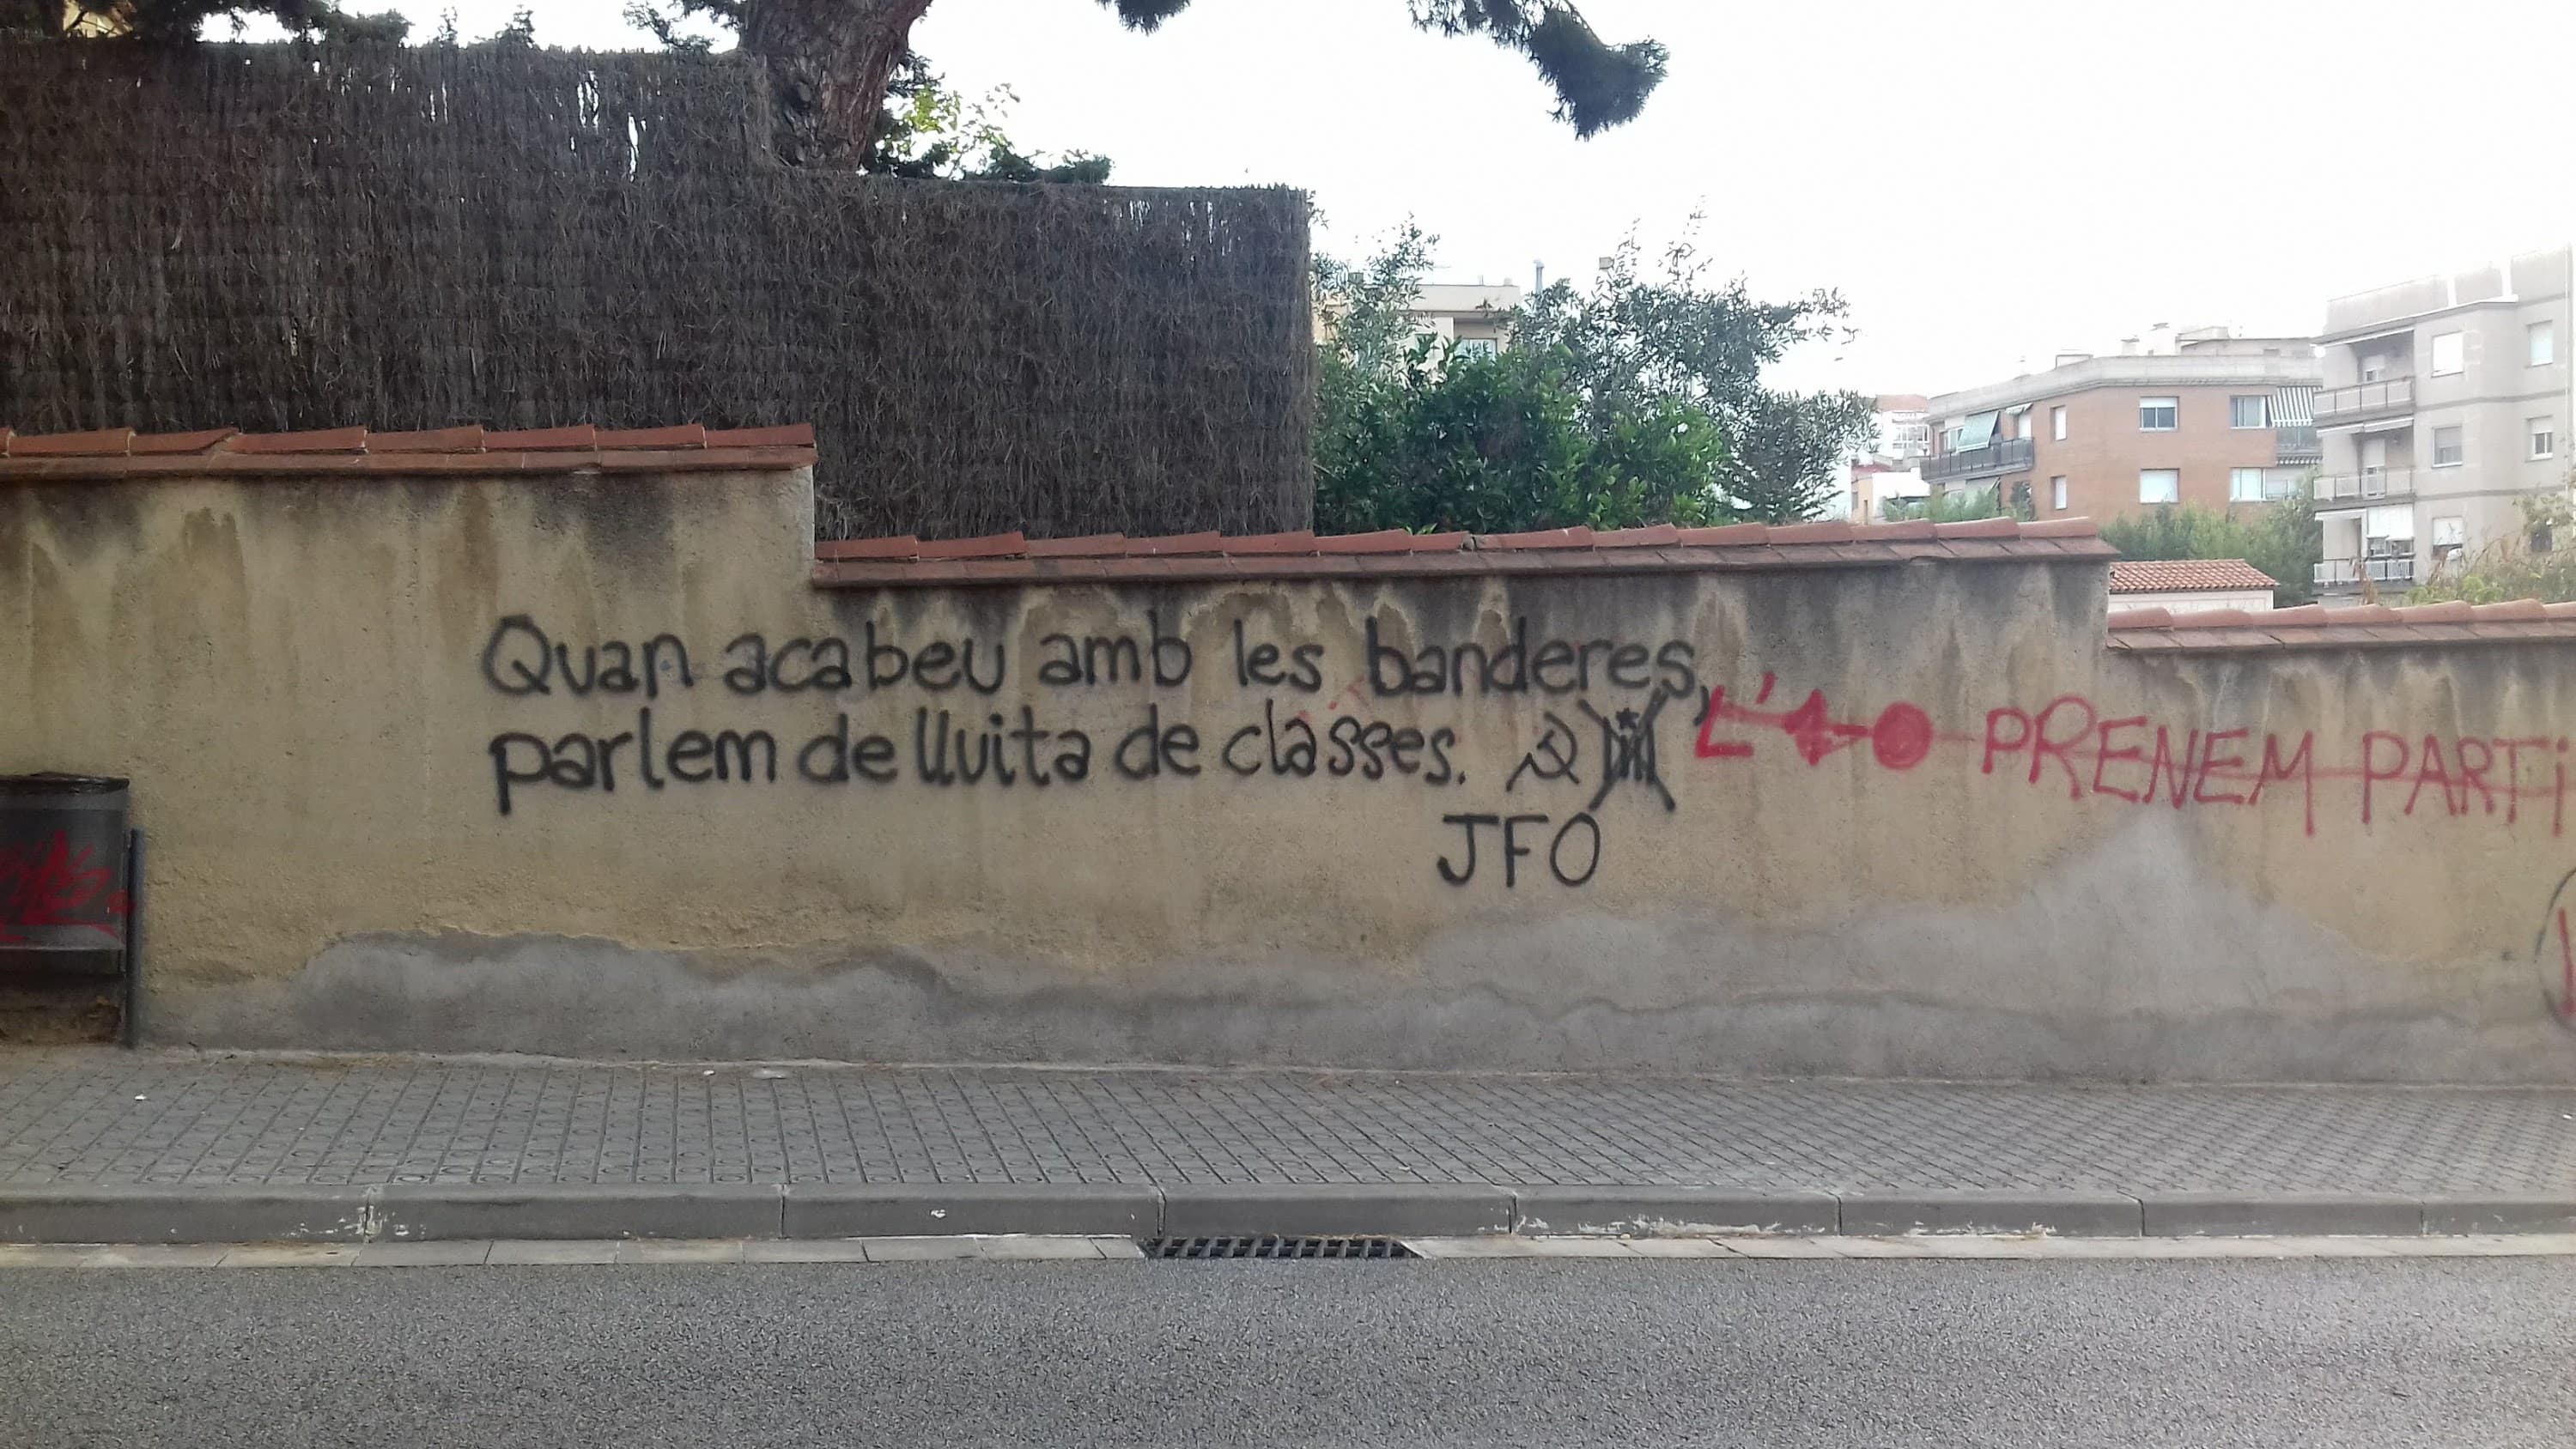 Quan acabeu amb les banderes,
parlem de lluita de classes.
JFO
PRENEM PARTI